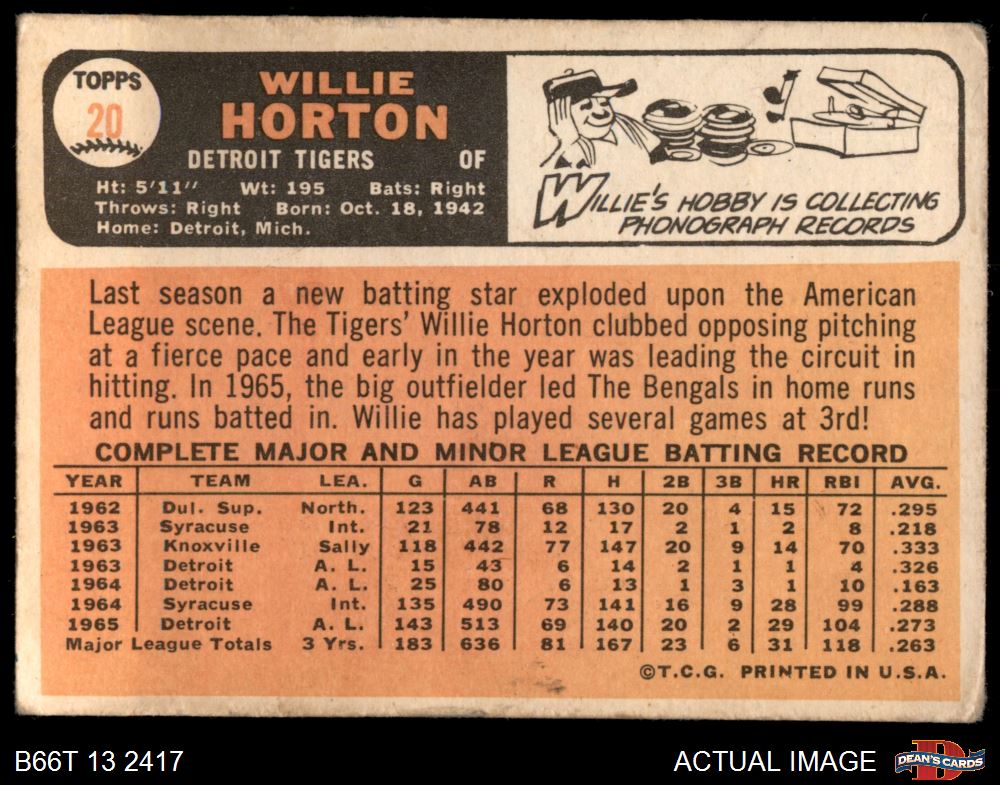 TOPPS
20
WILLIE
HORTON
DETROIT TIGERS OF
Ht: 5'11" Wt: 195 Bats: Right
Throws: Right Born: Oct. 18, 1942
Home: Detroit, Mich.
WILLIE'S HOBBY IS COLLECTING
PHONOGRAPH RECORDS
Last season a new batting star exploded upon the American
League scene. The Tigers' Willie Horton clubbed opposing pitching
at a fierce pace and early in the year was leading the circuit in
hitting. In 1965, the big outfielder led The Bengals in home runs
and runs batted in. Willie has played several games at 3rd!
COMPLETE MAJOR AND MINOR LEAGUE BATTING RECORD
YEAR TEAM LEA. G AB R H 2B 3B HR RBI AVG.
1962 Dul. Sup. North. 123 441 68 130 20 4 15 72 .295
1963 Syracuse Int. 21 78 12 17 2 1 2 8 .218
1963 Knoxville Sally 118 442 77 147 20 9 14 70 .333
1963 Detroit A. L. 15 43 6 14 2 1 1 4 .326
1964 Detroit A. L. 25 80 6 13 1 3 1 10 .163
1964 Syracuse Int. 135 490 73 141 16 9 28 99 .288
1965 Detroit A. L. 143 513 69 140 20 2 29 104 .273
Major League Totals 3 Yrs. 183 636 81 167 23 6 31 118 .263
©T.C.G. PRINTED IN U.S.A.
B66T 13 2417
ACTUAL IMAGE
DEAN'S CARDS